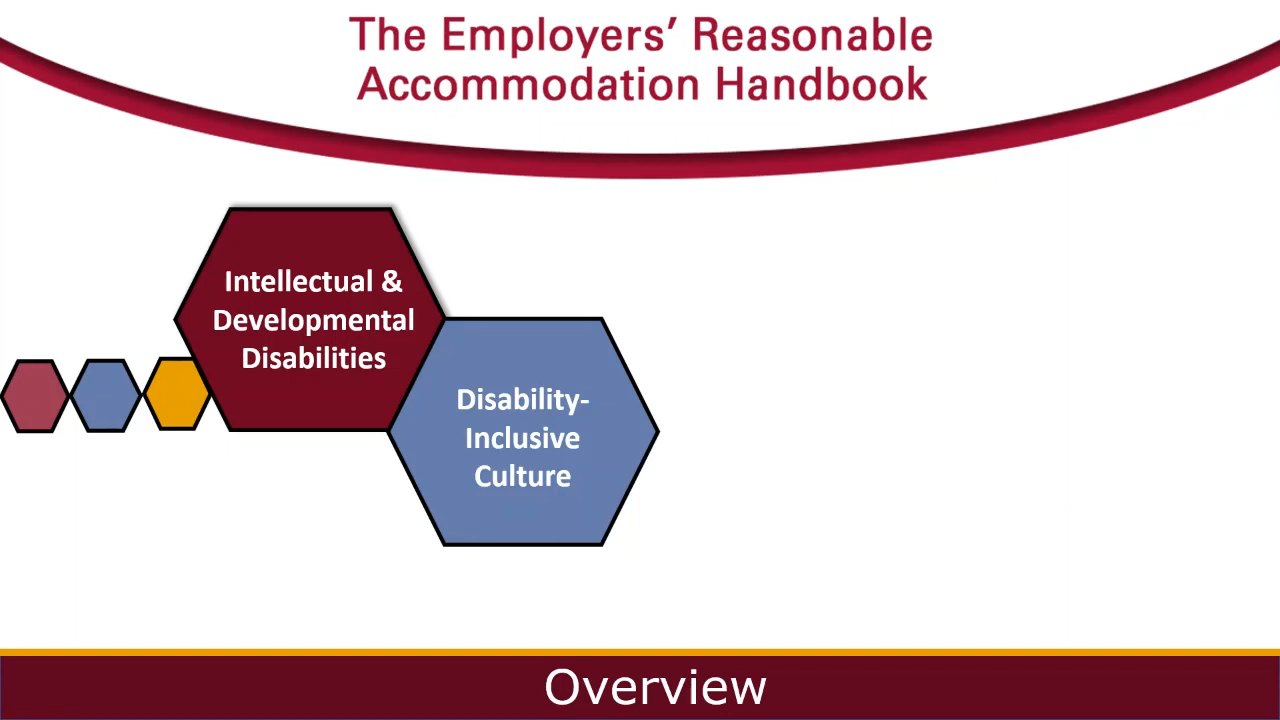 The Employers’ Reasonable
Accommodation Handbook
Intellectual &
Developmental
Disabilities
Disability-
Inclusive
Culture
Overview